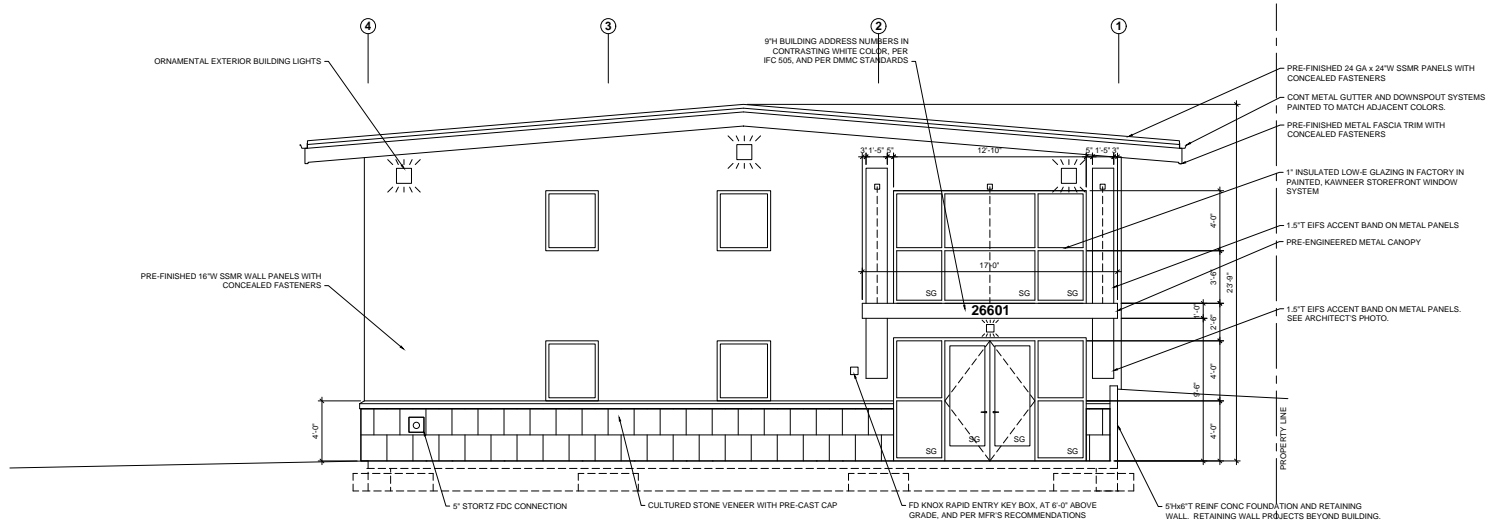 4
3
2
1
ORNAMENTAL EXTERIOR BUILDING LIGHTS
9"H BUILDING ADDRESS NUMBERS IN
CONTRASTING WHITE COLOR, PER
IFC 505, AND PER DMMC STANDARDS
PRE-FINISHED 24 GA x 24"W SSMR PANELS WITH
CONCEALED FASTENERS
CONT METAL GUTTER AND DOWNSPOUT SYSTEMS
PAINTED TO MATCH ADJACENT COLORS.
PRE-FINISHED METAL FASCIA TRIM WITH
CONCEALED FASTENERS
3" 1'-5" 5"
12'-10"
5" 1'-5" 3"
1" INSULATED LOW-E GLAZING IN FACTORY IN
PAINTED, KAWNEER STOREFRONT WINDOW
SYSTEM
4'-0"
1.5"T EIFS ACCENT BAND ON METAL PANELS
PRE-ENGINEERED METAL CANOPY
17'-0"
PRE-FINISHED 16"W SSMR WALL PANELS WITH
CONCEALED FASTENERS
3'-6"
23'-9"
SG SG SG
26601
1'-0"
2'-6"
1.5"T EIFS ACCENT BAND ON METAL PANELS.
SEE ARCHITECT'S PHOTO.
4'-0"
9'-6"
4'-0"
4'-0"
SG SG SG SG
PROPERTY LINE
5" STORTZ FDC CONNECTION
CULTURED STONE VENEER WITH PRE-CAST CAP
FD KNOX RAPID ENTRY KEY BOX, AT 6'-0" ABOVE
GRADE, AND PER MFR'S RECOMMENDATIONS
5'Hx6"T REINF CONC FOUNDATION AND RETAINING
WALL. RETAINING WALL PROJECTS BEYOND BUILDING.